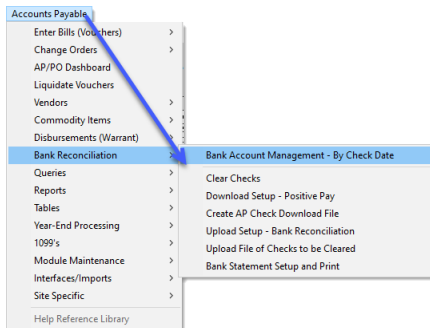 Accounts Payable
Enter Bills (Vouchers)
Change Orders
AP/PO Dashboard
Liquidate Vouchers
Vendors
Commodity Items
Disbursements (Warrant)
Bank Reconciliation
Queries
Reports
Tables
Year-End Processing
1099's
Module Maintenance
Interfaces/Imports
Site Specific
Help Reference Library
Bank Account Management - By Check Date
Clear Checks
Download Setup - Positive Pay
Create AP Check Download File
Upload Setup - Bank Reconciliation
Upload File of Checks to be Cleared
Bank Statement Setup and Print